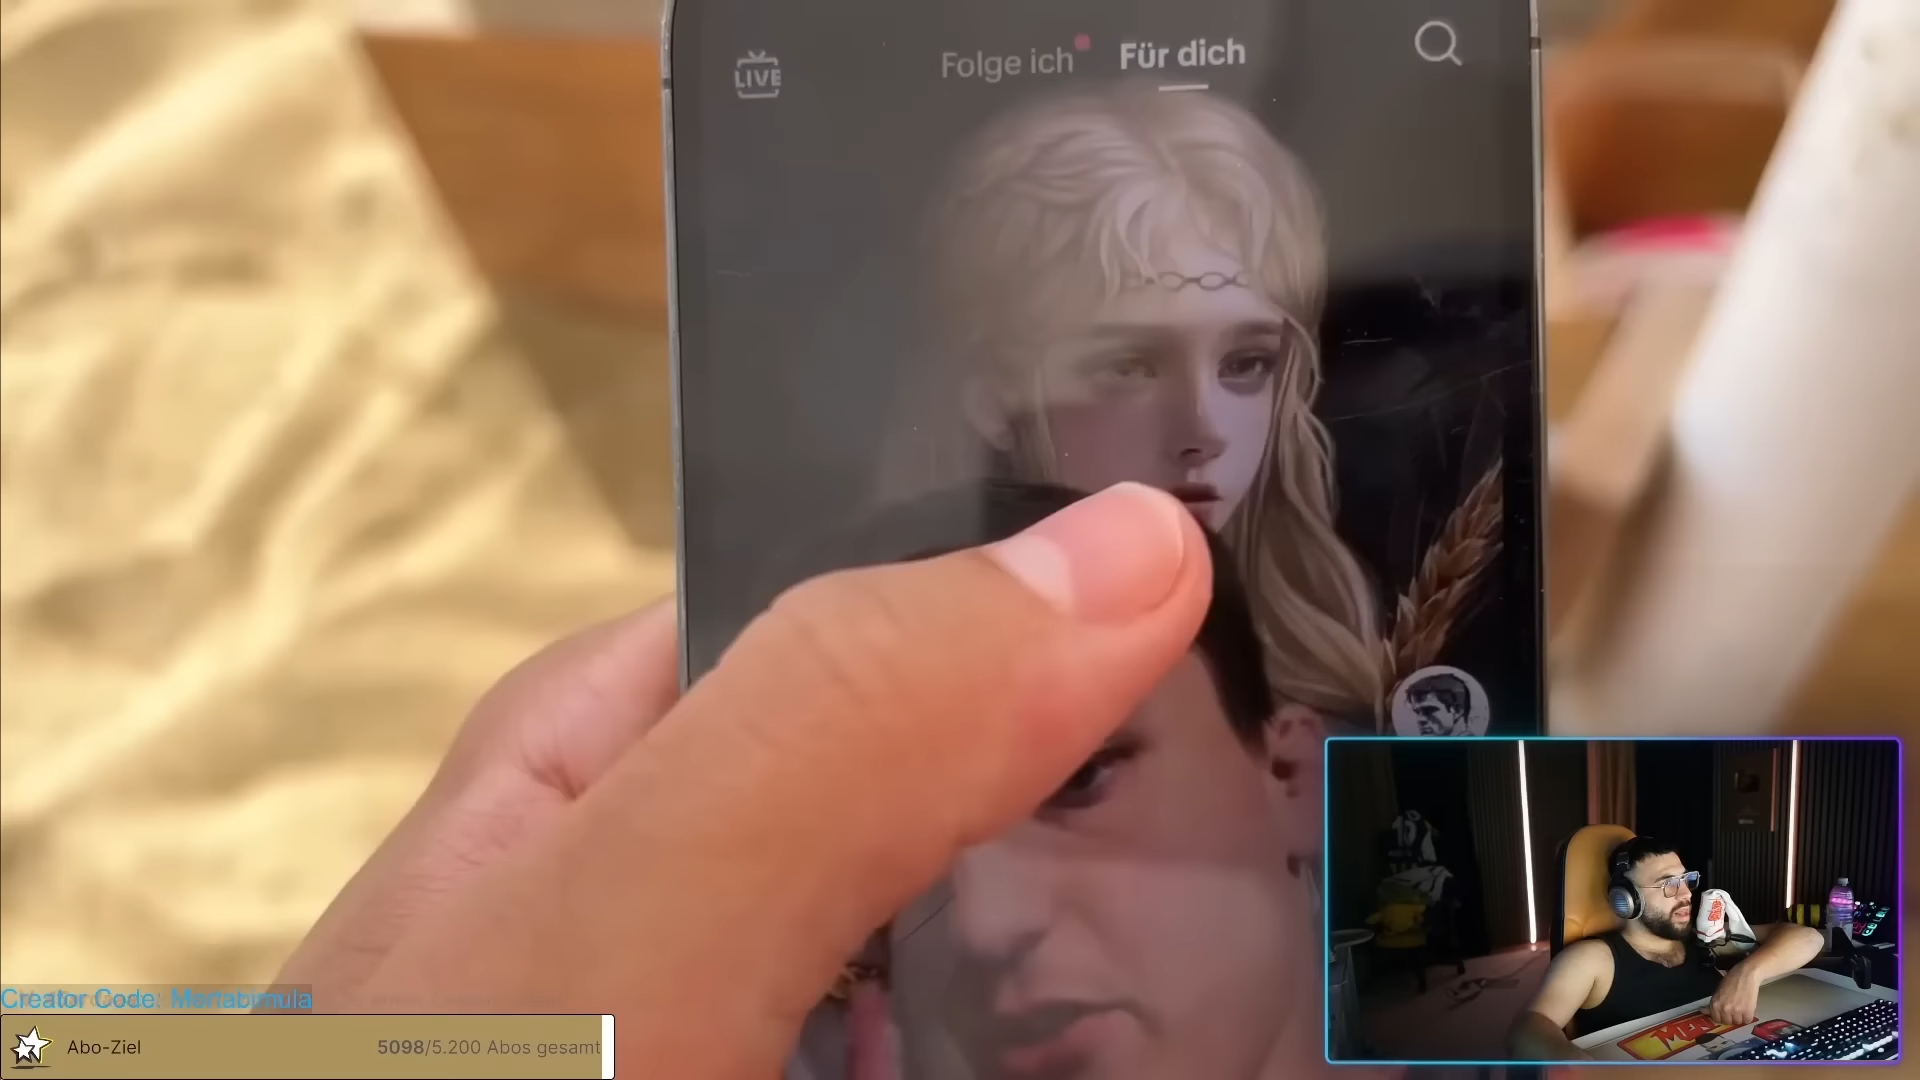 LIVE
Folge ich
Für dich
Creator Code: Mertabimula
Abo-Ziel
5098/5.200 Abos gesamt